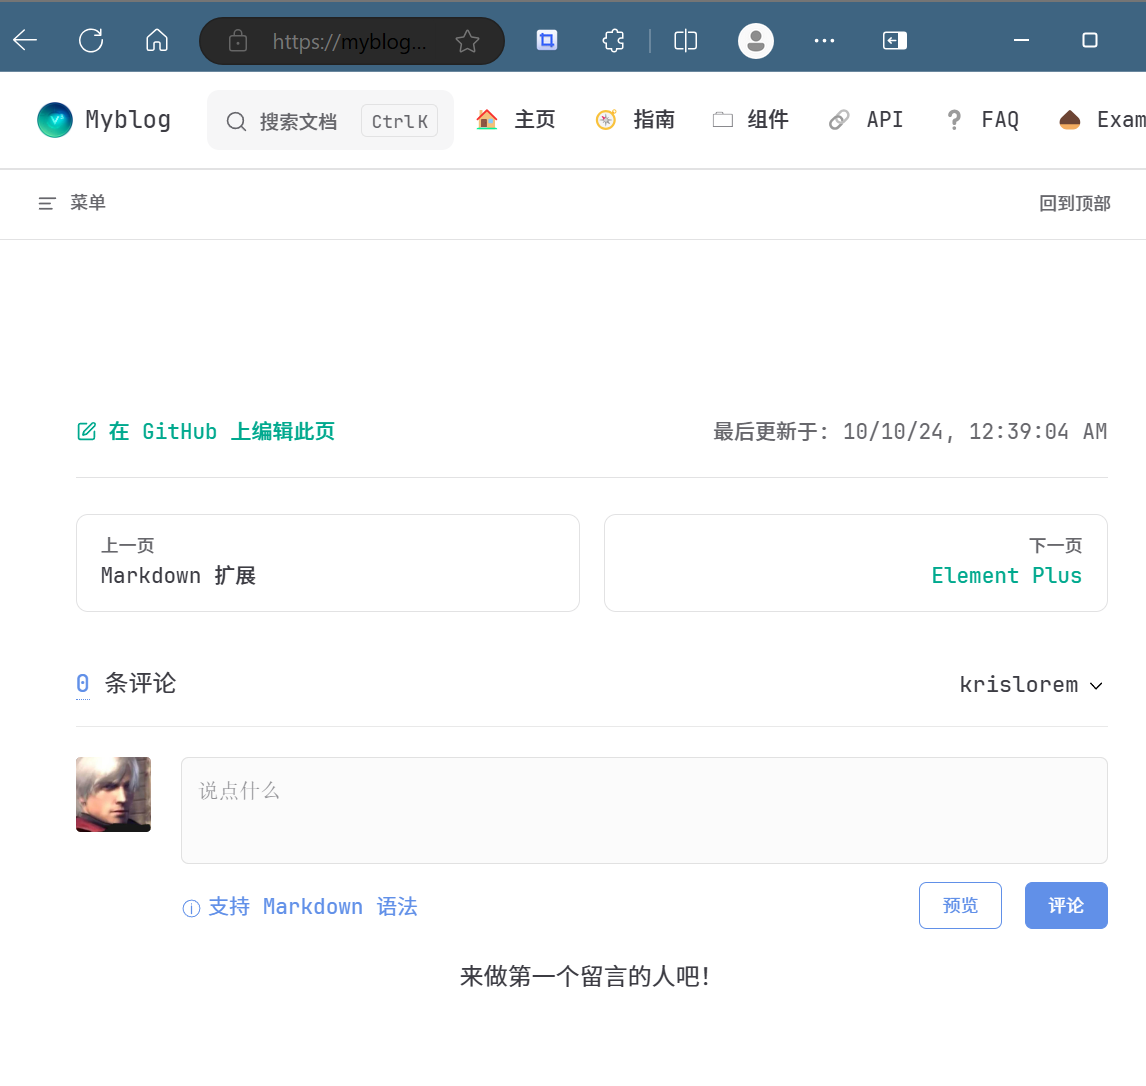 https://myblog...
Myblog 搜索文档 Ctrl K 主页 指南 组件 API FAQ Exam
菜单 回到顶部
在 GitHub 上编辑此页 最后更新于: 10/10/24, 12:39:04 AM
上一页 下一页
Markdown 扩展 Element Plus
0 条评论 krislorem
说点什么
支持 Markdown 语法 预览 评论
来做第一个留言的人吧!